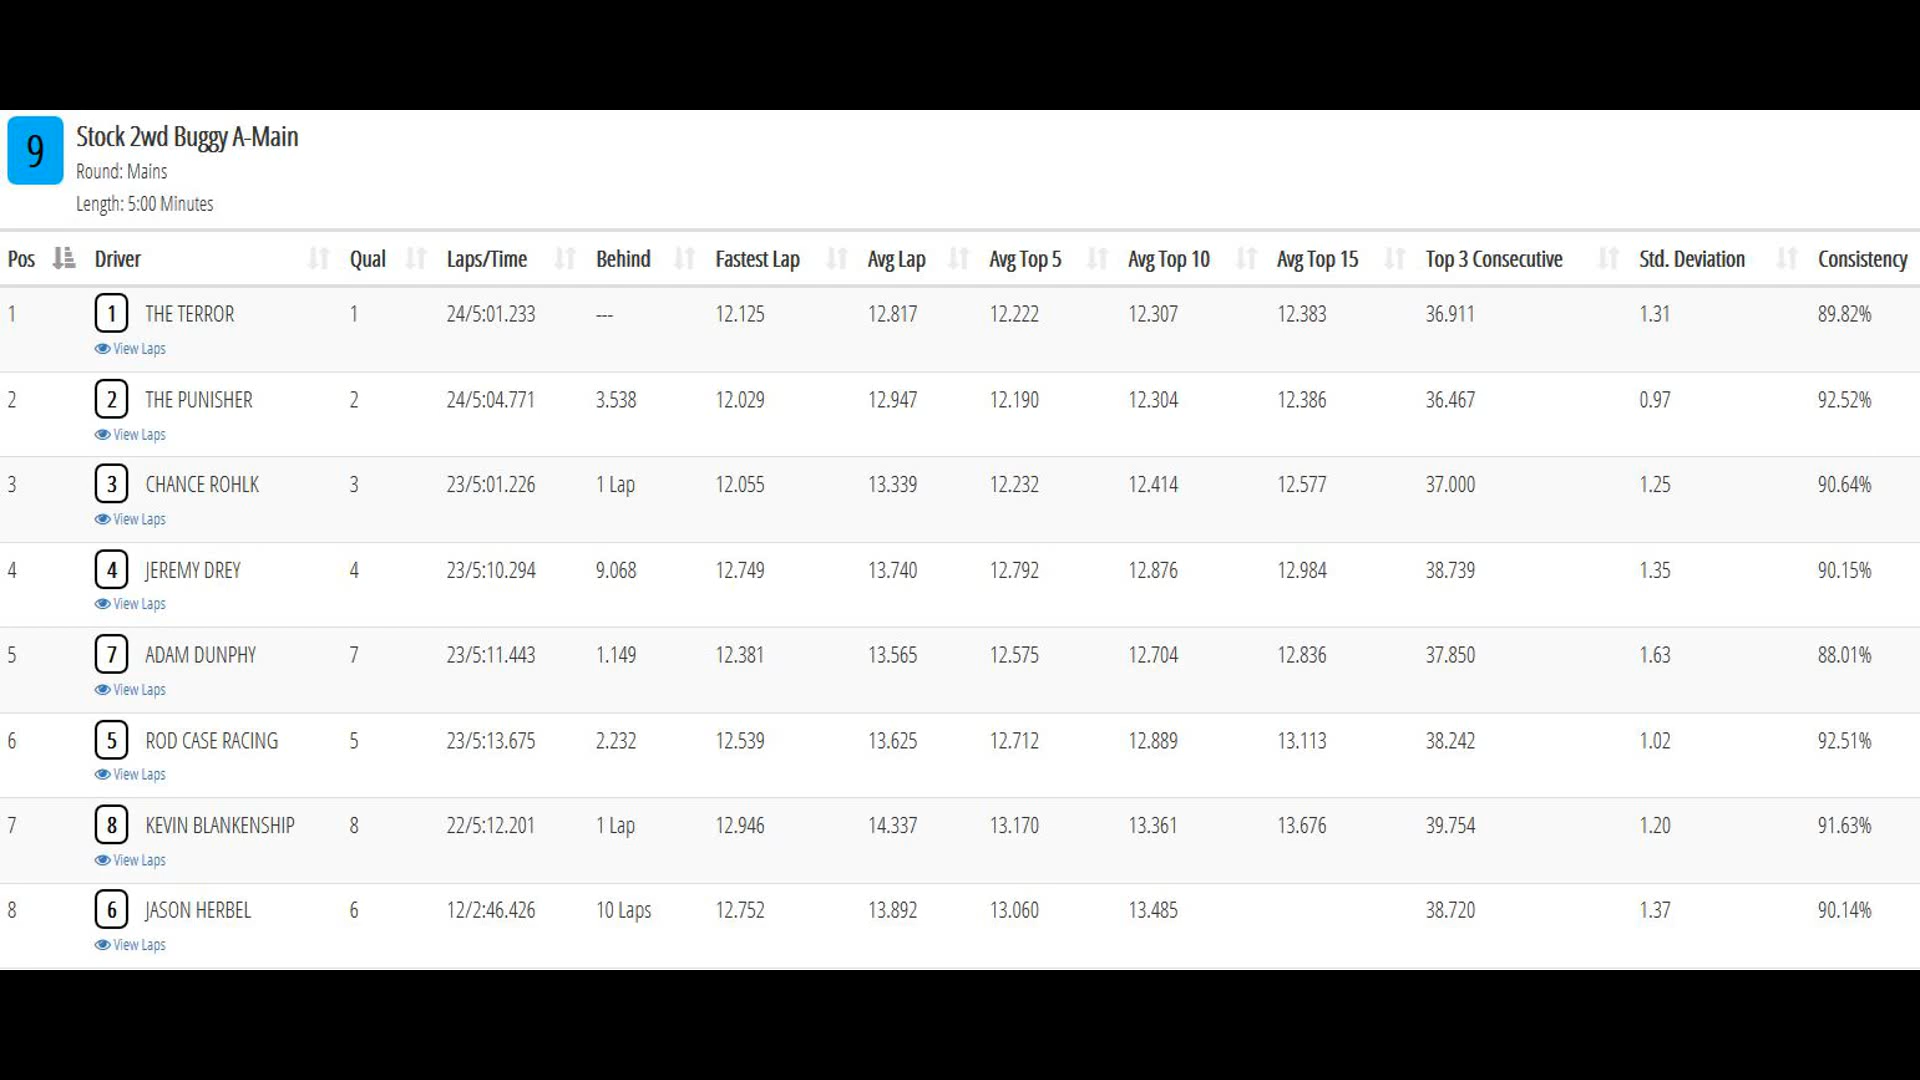 9
Stock 2wd Buggy A-Main
Round: Mains
Length: 5:00 Minutes
Pos Driver Qual Laps/Time Behind Fastest Lap Avg Lap Avg Top 5 Avg Top 10 Avg Top 15 Top 3 Consecutive Std. Deviation Consistency
1 1 THE TERROR 1 24/5:01.233 --- 12.125 12.817 12.222 12.307 12.383 36.911 1.31 89.82%
View Laps
2 2 THE PUNISHER 2 24/5:04.771 3.538 12.029 12.947 12.190 12.304 12.386 36.467 0.97 92.52%
View Laps
3 3 CHANCE ROHLK 3 23/5:01.226 1 Lap 12.055 13.339 12.232 12.414 12.577 37.000 1.25 90.64%
View Laps
4 4 JEREMY DREY 4 23/5:10.294 9.068 12.749 13.740 12.792 12.876 12.984 38.739 1.35 90.15%
View Laps
5 7 ADAM DUNPHY 7 23/5:11.443 1.149 12.381 13.565 12.575 12.704 12.836 37.850 1.63 88.01%
View Laps
6 5 ROD CASE RACING 5 23/5:13.675 2.232 12.539 13.625 12.712 12.889 13.113 38.242 1.02 92.51%
View Laps
7 8 KEVIN BLANKENSHIP 8 22/5:12.201 1 Lap 12.946 14.337 13.170 13.361 13.676 39.754 1.20 91.63%
View Laps
8 6 JASON HERBEL 6 12/2:46.426 10 Laps 12.752 13.892 13.060 13.485 38.720 1.37 90.14%
View Laps